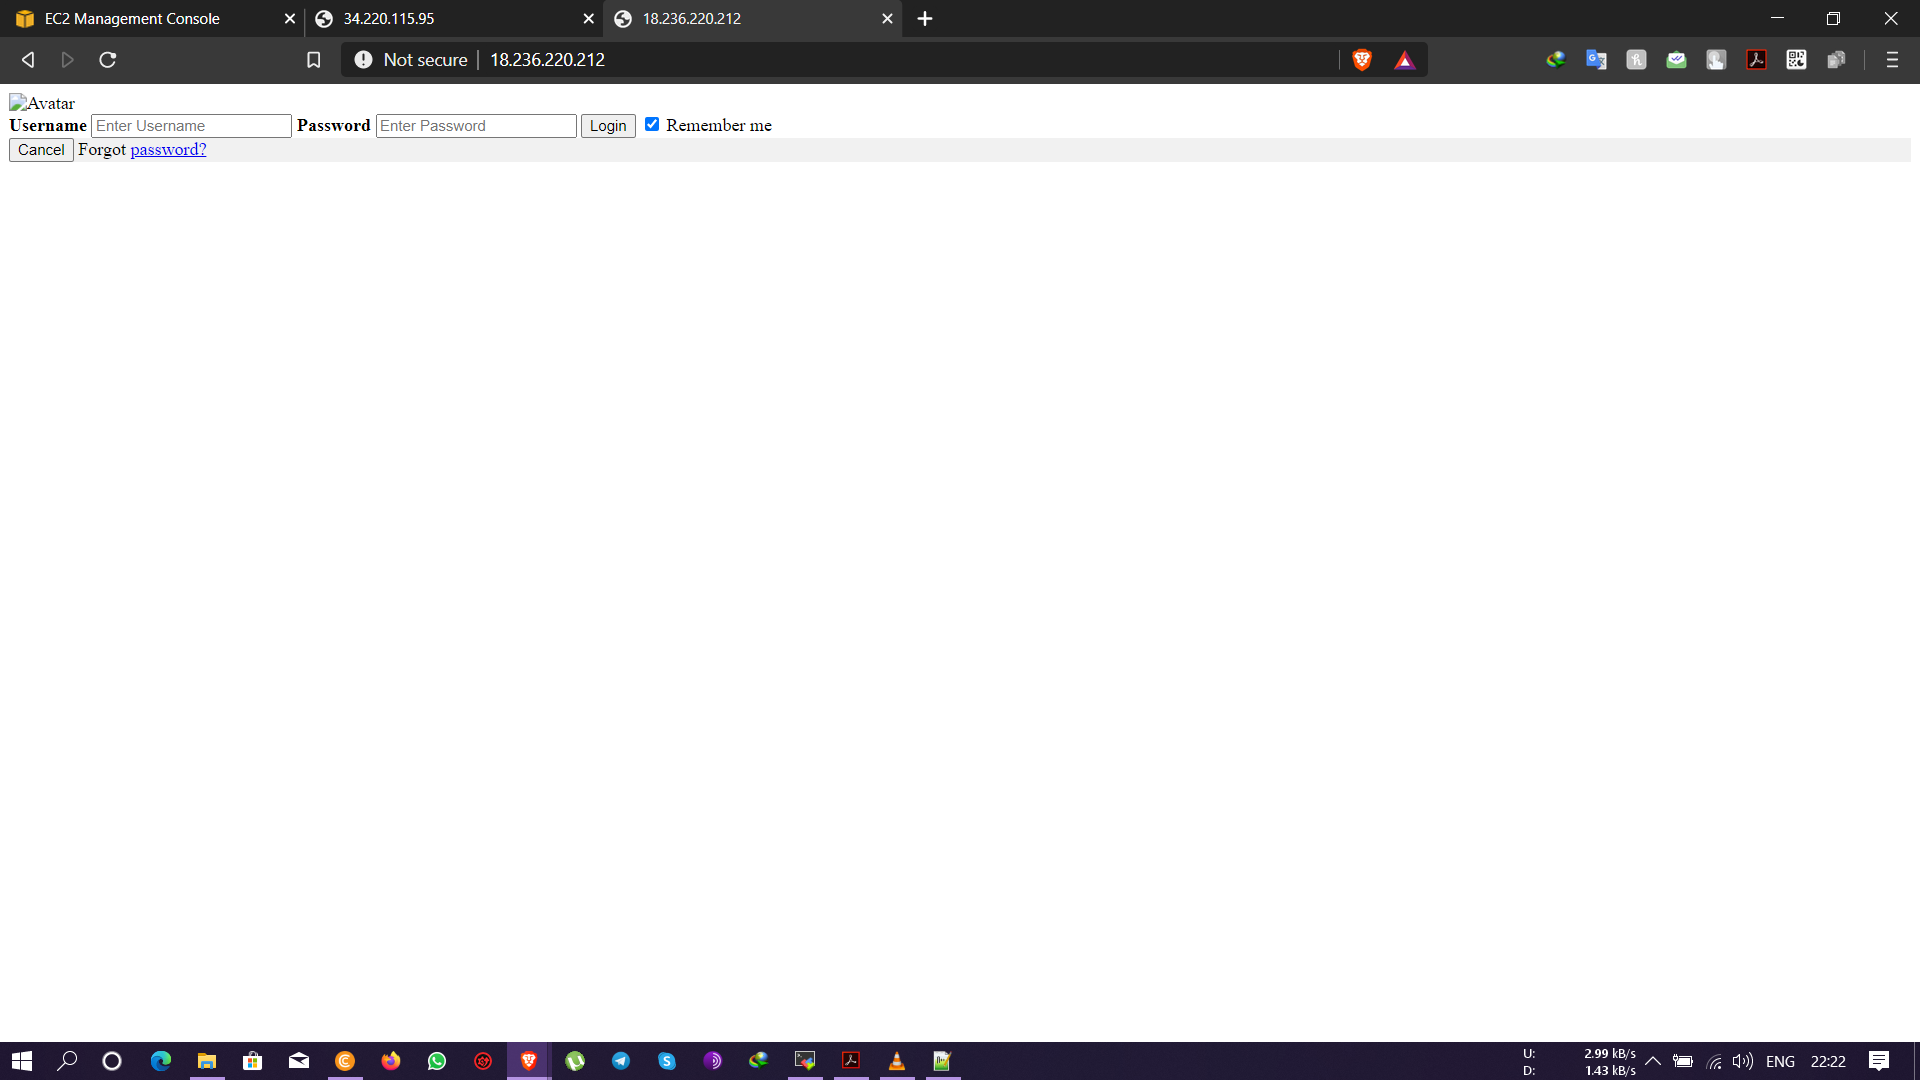 EC2 Management Console
34.220.115.95
18.236.220.212
Not secure 18.236.220.212
Avatar
Username Enter Username Password Enter Password Login Remember me
Cancel Forgot password?
U: 2.99 kB/s
D: 1.43 kB/s
ENG 22:22